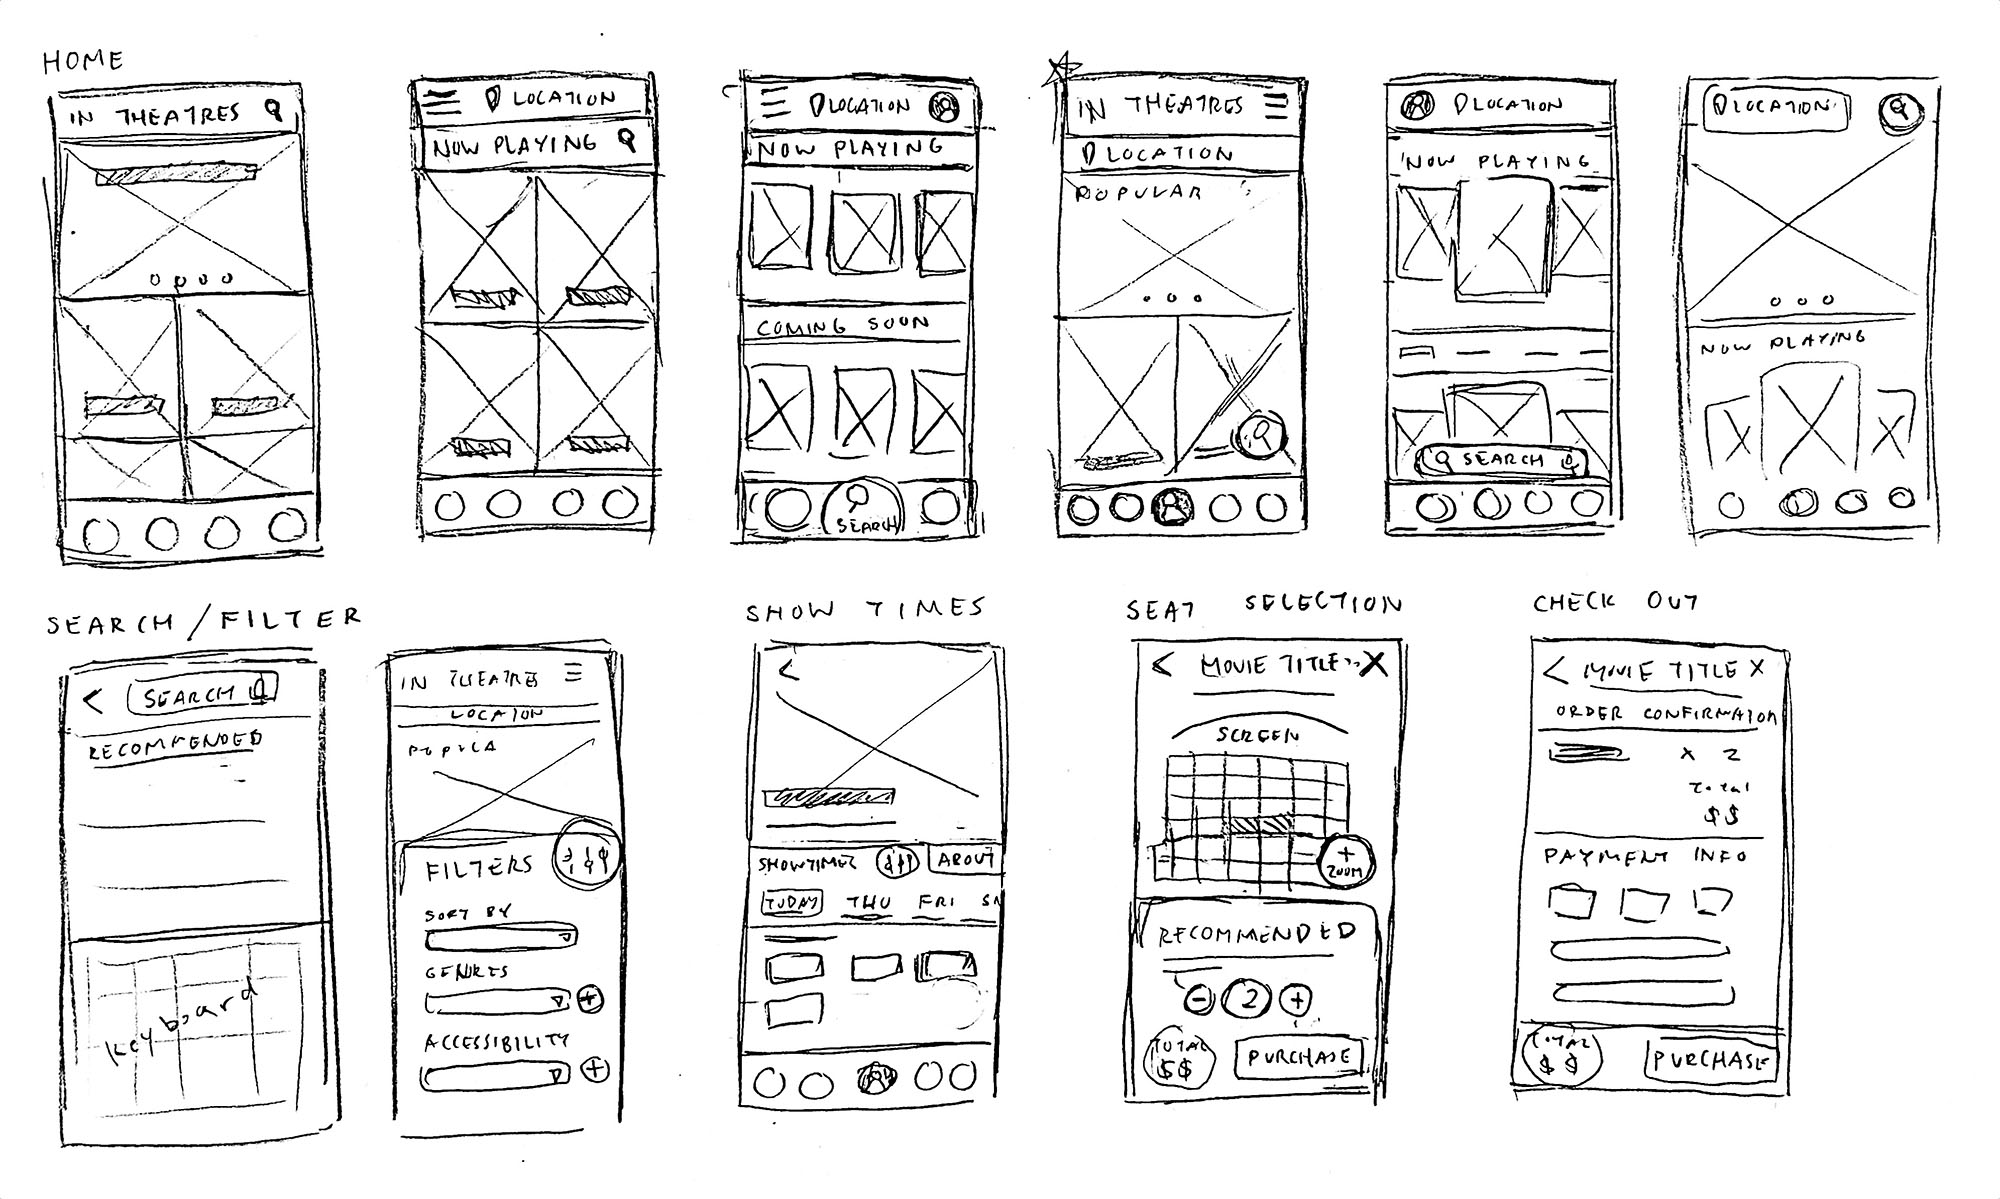 HOME
IN THEATRES
LOCATION
NOW PLAYING
LOCATION
NOW PLAYING
COMING SOON
SEARCH
IN THEATRES
LOCATION
POPULAR
LOCATION
NOW PLAYING
SEARCH
LOCATION
NOW PLAYING
SEARCH / FILTER
SEARCH
RECOMMENDED
Keyboard
IN THEATRES
LOCATION
POPULA
FILTERS
SORT BY
GENRES
ACCESSIBILITY
SHOW TIMES
SHOWTIMES
ABOUT
TODAY THU FRI SA
SEAT SELECTION
< MOVIE TITLE X
SCREEN
+
ZOOM
RECOMMENDED
- 2 +
TOTAL
$$
PURCHASE
CHECK OUT
< MOVIE TITLE X
ORDER CONFIRMATION
X 2
Total
$$
PAYMENT INFO
TOTAL
$$
PURCHASE